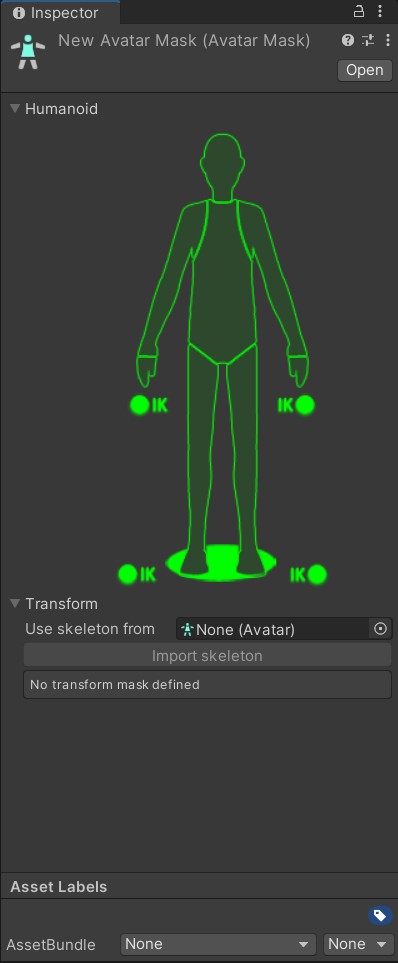 Inspector
New Avatar Mask (Avatar Mask)
Open
Humanoid
IK IK
IK IK
Transform
Use skeleton from None (Avatar)
Import skeleton
No transform mask defined
Asset Labels
AssetBundle None None